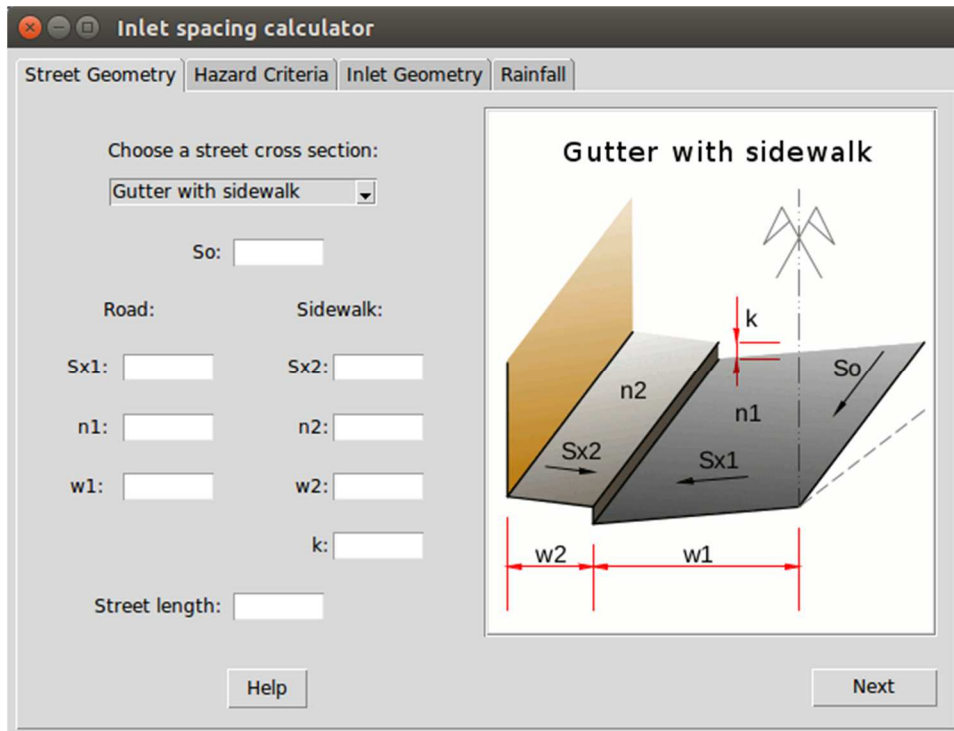 Inlet spacing calculator
Street Geometry Hazard Criteria Inlet Geometry Rainfall
Choose a street cross section:
Gutter with sidewalk
So:
Road: Sidewalk:
Sx1: Sx2:
n1: n2:
w1: w2:
k:
Street length:
Help
Gutter with sidewalk
k
So
n2
n1
Sx2
Sx1
w2
w1
Next